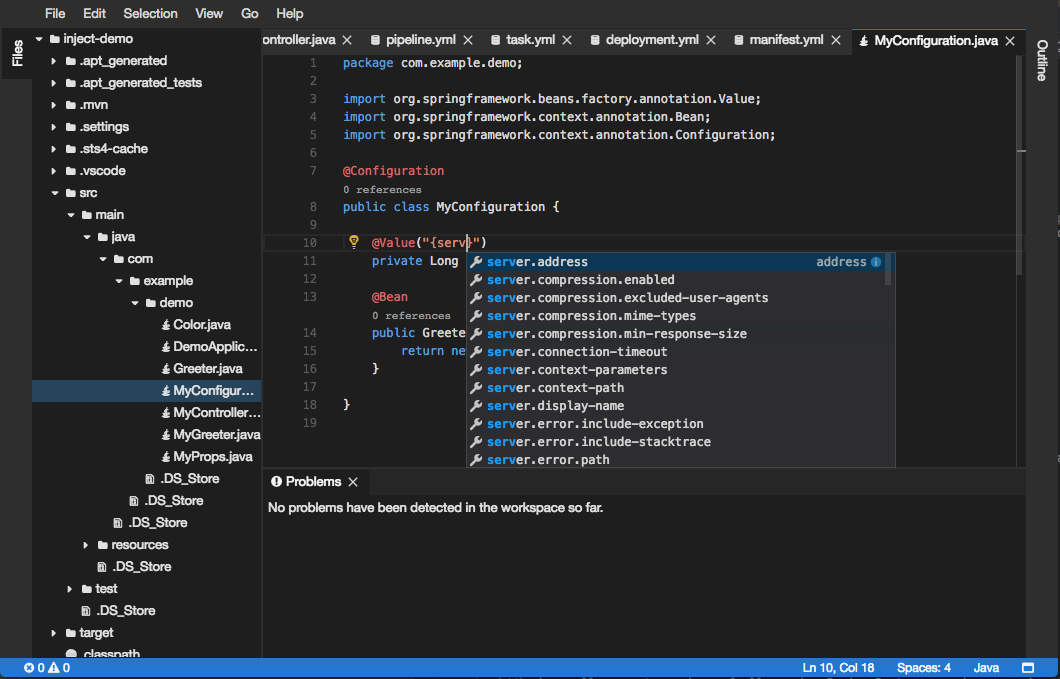 File Edit Selection View Go Help
Files
inject-demo
.apt_generated
.apt_generated_tests
.mvn
.settings
.sts4-cache
.vscode
src
main
java
com
example
demo
Color.java
DemoApplic...
Greeter.java
MyConfigur...
MyController...
MyGreeter.java
MyProps.java
.DS_Store
.DS_Store
.DS_Store
resources
.DS_Store
test
.DS_Store
target
.classpath
ontroller.java pipeline.yml task.yml deployment.yml manifest.yml MyConfiguration.java
Outline
1 package com.example.demo;
2
3 import org.springframework.beans.factory.annotation.Value;
4 import org.springframework.context.annotation.Bean;
5 import org.springframework.context.annotation.Configuration;
6
7 @Configuration
0 references
8 public class MyConfiguration {
9
10 @Value("{serv}")
11 private Long
12
13 @Bean
0 references
14 public Greete
15 return ne
16 }
17
18 }
19
server.address address
server.compression.enabled
server.compression.excluded-user-agents
server.compression.mime-types
server.compression.min-response-size
server.connection-timeout
server.context-parameters
server.context-path
server.display-name
server.error.include-exception
server.error.include-stacktrace
server.error.path
Problems
No problems have been detected in the workspace so far.
0 0 Ln 10, Col 18 Spaces: 4 Java